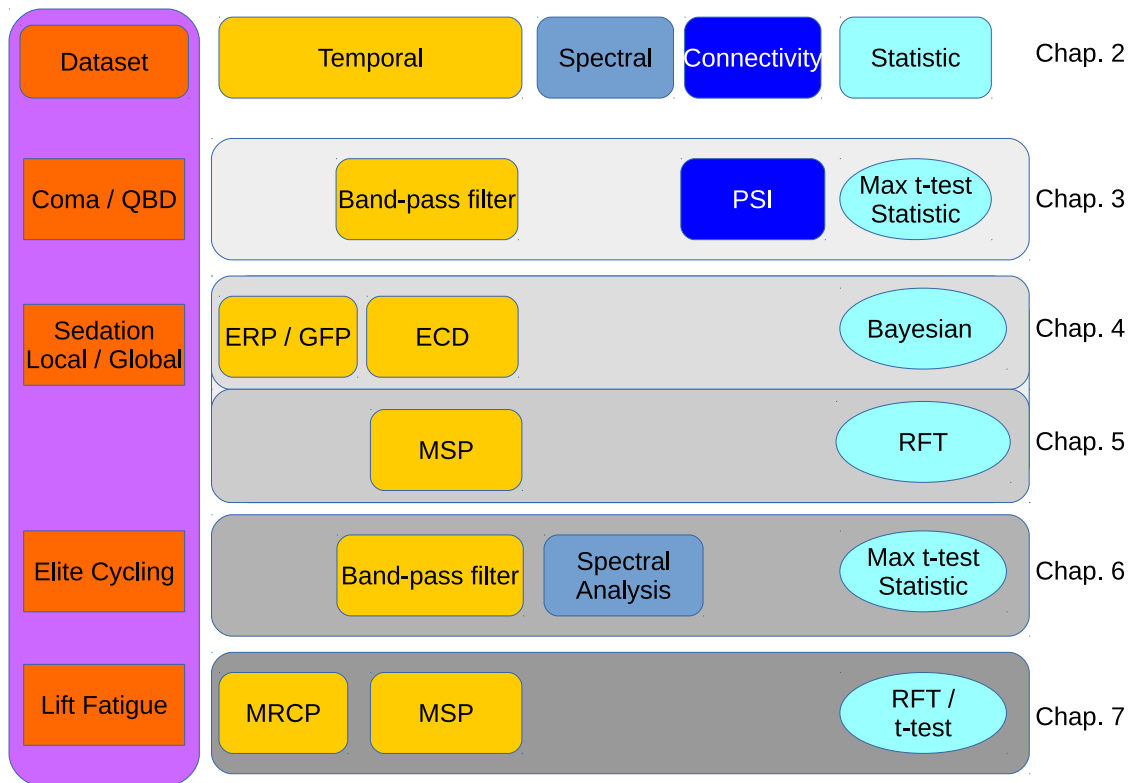 Dataset
Temporal
Spectral
Connectivity
Statistic
Chap. 2
Coma / QBD
Band-pass filter
PSI
Max t-test
Statistic
Chap. 3
Sedation
Local / Global
ERP / GFP
ECD
Bayesian
Chap. 4
MSP
RFT
Chap. 5
Elite Cycling
Band-pass filter
Spectral
Analysis
Max t-test
Statistic
Chap. 6
Lift Fatigue
MRCP
MSP
RFT /
t-test
Chap. 7